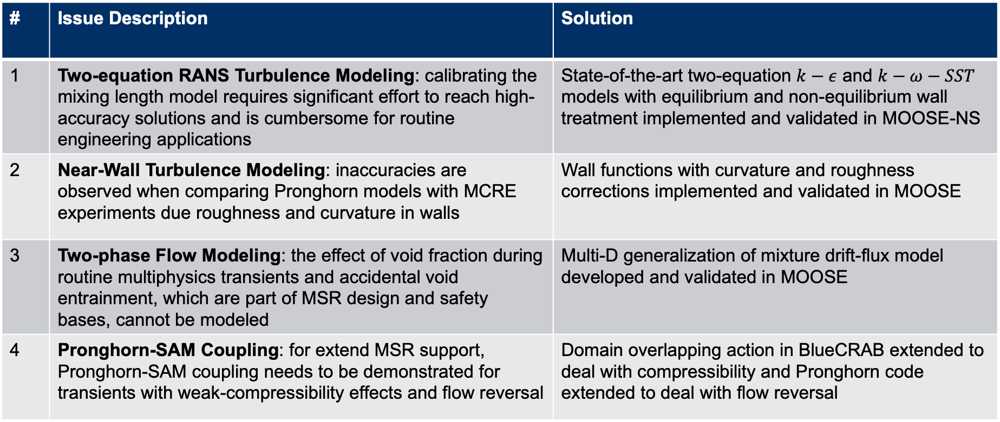 #
Issue Description
Solution
1
Two-equation RANS Turbulence Modeling: calibrating the
mixing length model requires significant effort to reach high-
accuracy solutions and is cumbersome for routine
engineering applications
State-of-the-art two-equation k − ϵ and k − ω − SST
models with equilibrium and non-equilibrium wall
treatment implemented and validated in MOOSE-NS
2
Near-Wall Turbulence Modeling: inaccuracies are
observed when comparing Pronghorn models with MCRE
experiments due roughness and curvature in walls
Wall functions with curvature and roughness
corrections implemented and validated in MOOSE
3
Two-phase Flow Modeling: the effect of void fraction during
routine multiphysics transients and accidental void
entrainment, which are part of MSR design and safety
bases, cannot be modeled
Multi-D generalization of mixture drift-flux model
developed and validated in MOOSE
4
Pronghorn-SAM Coupling: for extend MSR support,
Pronghorn-SAM coupling needs to be demonstrated for
transients with weak-compressibility effects and flow reversal
Domain overlapping action in BlueCRAB extended to
deal with compressibility and Pronghorn code
extended to deal with flow reversal